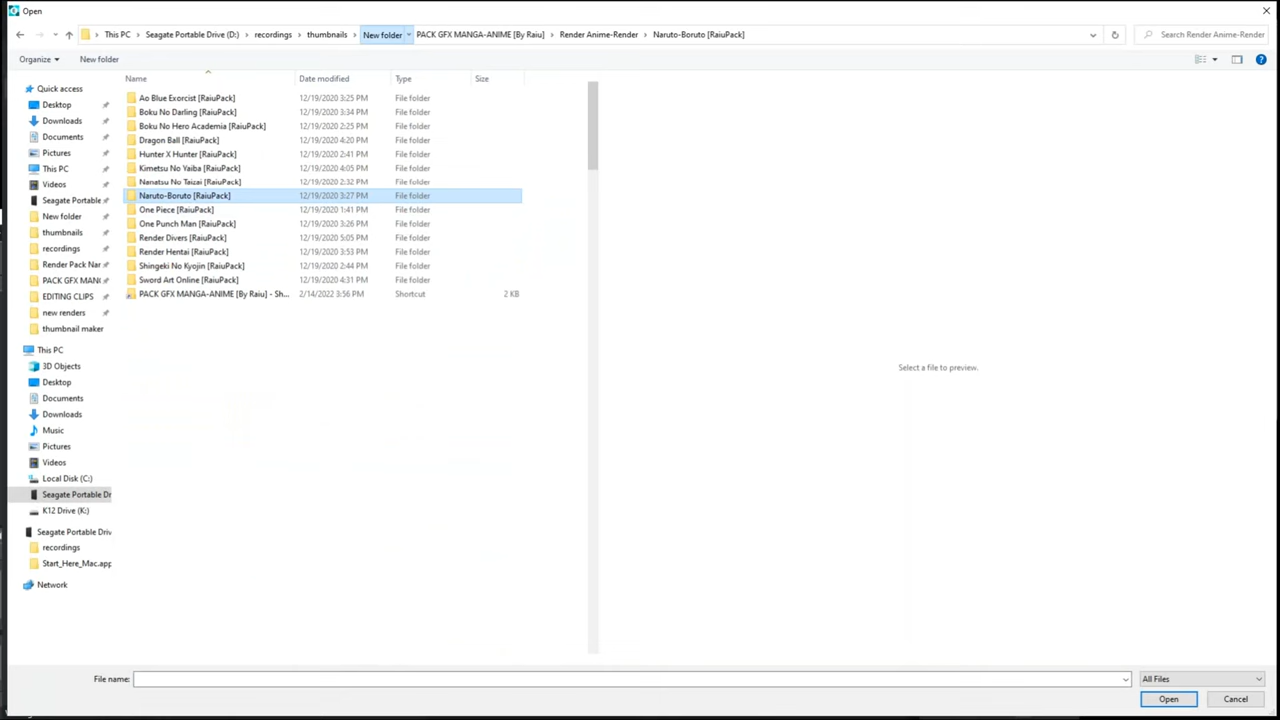 Open
This PC > Seagate Portable Drive (D:) > recordings > thumbnails > New folder PACK GFX MANGA-ANIME [By Raiu] > Render Anime-Render > Naruto-Boruto [RaiuPack]
Search Render Anime-Render
Organize New folder
Name Date modified Type Size
Ao Blue Exorcist [RaiuPack] 12/19/2020 3:25 PM File folder
Boku No Darling [RaiuPack] 12/19/2020 3:34 PM File folder
Boku No Hero Academia [RaiuPack] 12/19/2020 2:25 PM File folder
Dragon Ball [RaiuPack] 12/19/2020 4:20 PM File folder
Hunter X Hunter [RaiuPack] 12/19/2020 2:41 PM File folder
Kimetsu No Yaiba [RaiuPack] 12/19/2020 4:05 PM File folder
Nanatsu No Taizai [RaiuPack] 12/19/2020 2:32 PM File folder
Naruto-Boruto [RaiuPack] 12/19/2020 3:27 PM File folder
One Piece [RaiuPack] 12/19/2020 1:41 PM File folder
One Punch Man [RaiuPack] 12/19/2020 3:26 PM File folder
Render Divers [RaiuPack] 12/19/2020 5:05 PM File folder
Render Hentai [RaiuPack] 12/19/2020 3:53 PM File folder
Shingeki No Kyojin [RaiuPack] 12/19/2020 2:44 PM File folder
Sword Art Online [RaiuPack] 12/19/2020 4:31 PM File folder
PACK GFX MANGA-ANIME [By Raiu] - Sh... 2/14/2022 3:56 PM Shortcut 2 KB
Quick access
Desktop
Downloads
Documents
Pictures
This PC
Videos
Seagate Portable
New folder
thumbnails
recordings
Render Pack Nar
PACK GFX MAN
EDITING CLIPS
new renders
thumbnail maker
This PC
3D Objects
Desktop
Documents
Downloads
Music
Pictures
Videos
Local Disk (C:)
Seagate Portable Dr
K12 Drive (K:)
Seagate Portable Driv
recordings
Start_Here_Mac.app
Network
Select a file to preview.
File name:
All Files
Open Cancel